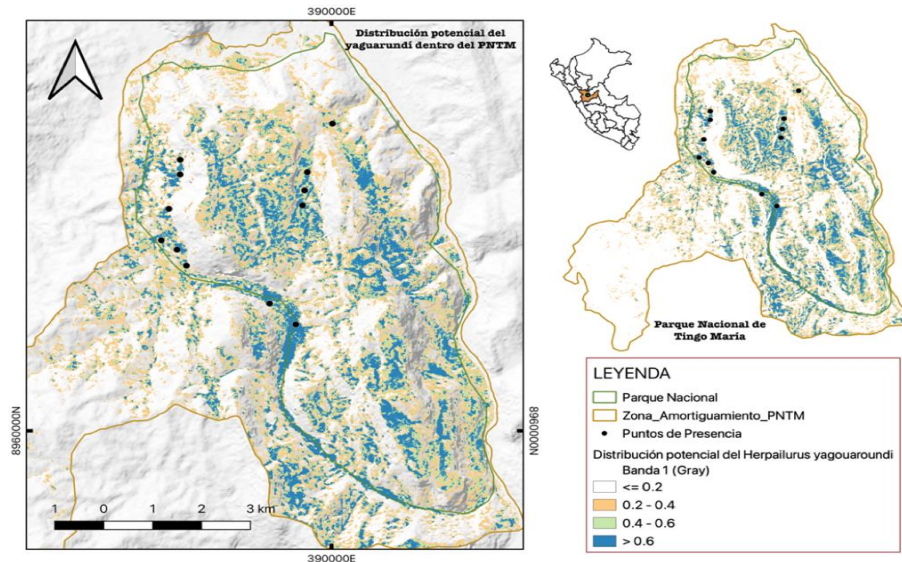 390000E
Distribución potencial del
yaguarundí dentro del PNTM
8960000N
8960000N
1 0 1 2 3 km
390000E
Parque Nacional de
Tingo María
LEYENDA
Parque Nacional
Zona_Amortiguamiento_PNTM
Puntos de Presencia
Distribución potencial del Herpailurus yagouaroundi
Banda 1 (Gray)
<= 0.2
0.2 - 0.4
0.4 - 0.6
> 0.6